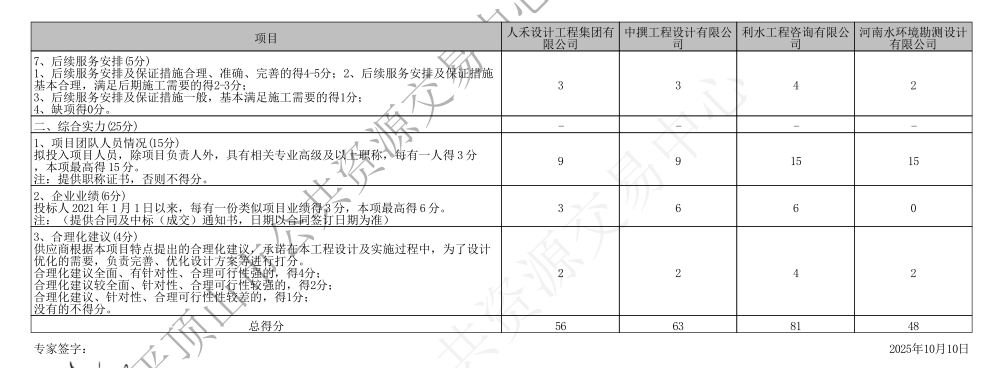 项目
人禾设计工程集团有
限公司
中撰工程设计有限公
司
利水工程咨询有限公
司
河南水环境勘测设计
有限公司
7、后续服务安排(5分)
1、后续服务安排及保证措施合理、准确、完善的得4-5分；2、后续服务安排及保证措施
基本合理，满足后期施工需要的得2-3分；
3、后续服务安排及保证措施一般，基本满足施工需要的得1分；
4、缺项得0分。
3
3
4
2
二、综合实力(25分)
-
-
-
-
1、项目团队人员情况(15分)
拟投入项目人员，除项目负责人外，具有相关专业高级及以上职称，每有一人得 3 分
，本项最高得 15 分。
注：提供职称证书，否则不得分。
9
9
15
15
2、企业业绩(6分)
投标人 2021 年 1 月 1 日以来，每有一份类似项目业绩得 3 分，本项最高得 6 分。
注：（提供合同及中标（成交）通知书，日期以合同签订日期为准）
3
6
6
0
3、合理化建议(4分)
供应商根据本项目特点提出的合理化建议，承诺在本工程设计及实施过程中，为了设计
优化的需要，负责完善、优化设计方案等进行打分。
合理化建议全面、有针对性、合理可行性强的，得4分；
合理化建议较全面、针对性、合理可行性较强的，得2分；
合理化建议、针对性、合理可行性性较差的，得1分；
没有的不得分。
2
2
4
2
总得分
56
63
81
48
专家签字：
2025年10月10日
平顶山公共资源交易中心
共资源交易中心